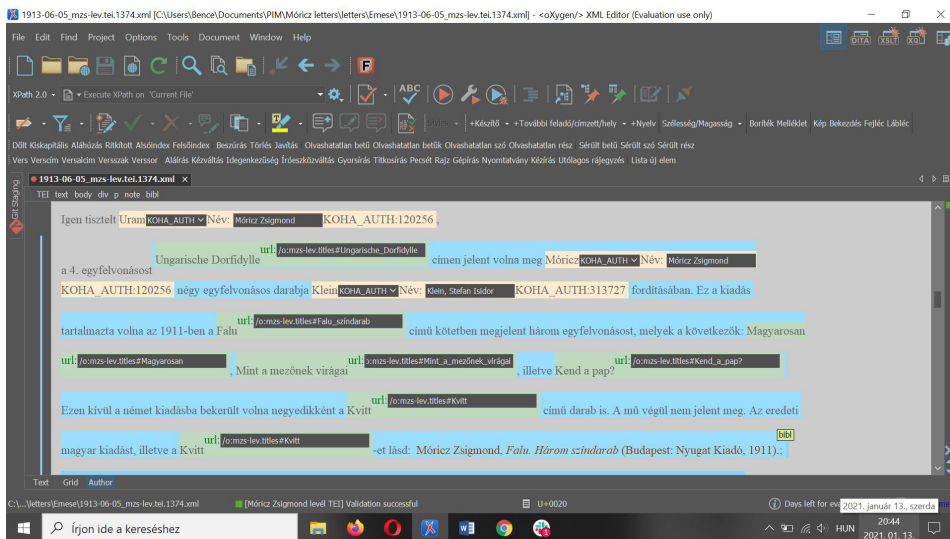 1913-06-05_mzs-lev.tei.1374.xml [C:\Users\Bence\Documents\PIM\Móricz letters\letters\Emese\1913-06-05_mzs-lev.tei.1374.xml] - <oXygen/> XML Editor (Evaluation use only)
File Edit Find Project Options Tools Document Window Help
DITA XSLT XQ
XPath 2.0 Execute XPath on 'Current File' ABC
+Készítő +További feladó/címzett/hely +Nyelv Szélesség/Magasság Boríték Melléklet Kép Bekezdés Fejléc Lábléc
Dőlt Kiskapitális Aláhúzás Ritkított Alsóindex Felsőindex Beszúrás Törlés Javítás Olvashatatlan betű Olvashatatlan betűk Olvashatatlan szó Olvashatatlan rész Sérült betű Sérült szó Sérült rész
Vers Verscím Versalcím Versszak Verssor Aláírás Kézváltás Idegenkezűség Íróeszközváltás Gyorsírás Titkosírás Pecsét Rajz Gépírás Nyomtatvány Kézírás Utólagos rájegyzés Lista új elem
1913-06-05_mzs-lev.tei.1374.xml ×
TEI text body div p note bibl
Git Staging
Igen tisztelt Uram KOHA_AUTH Név: Móricz Zsigmond KOHA_AUTH:120256 ,
a 4. egyfelvonásost Ungarische Dorfidylle url: /o:mzs-lev.titles#Ungarische_Dorfidylle címen jelent volna meg Móricz KOHA_AUTH Név: Móricz Zsigmond
KOHA_AUTH:120256 négy egyfelvonásos darabja Klein KOHA_AUTH Név: Klein, Stefan Isidor KOHA_AUTH:313727 fordításában. Ez a kiadás
tartalmazta volna az 1911-ben a Falu url: /o:mzs-lev.titles#Falu_színdarab című kötetben megjelent három egyfelvonásost, melyek a következők: Magyarosan
url: /o:mzs-lev.titles#Magyarosan , Mint a mezőnek virágai url: o:mzs-lev.titles#Mint_a_mezőnek_virágai , illetve Kend a pap? url: /o:mzs-lev.titles#Kend_a_pap?
Ezen kívül a német kiadásba bekerült volna negyedikként a Kvitt url: /o:mzs-lev.titles#Kvitt című darab is. A mű végül nem jelent meg. Az eredeti
magyar kiadást, illetve a Kvitt url: /o:mzs-lev.titles#Kvitt -et lásd: Móricz Zsigmond, Falu. Három színdarab (Budapest: Nyugat Kiadó, 1911).;
bibl
Text Grid Author
C:\...\letters\Emese\1913-06-05_mzs-lev.tei.1374.xml [Móricz Zsigmond levél TEI] Validation successful U+0020 Days left for
2021. január 13., szerda
Írjon ide a kereséshez HUN 20:44
2021. 01. 13.